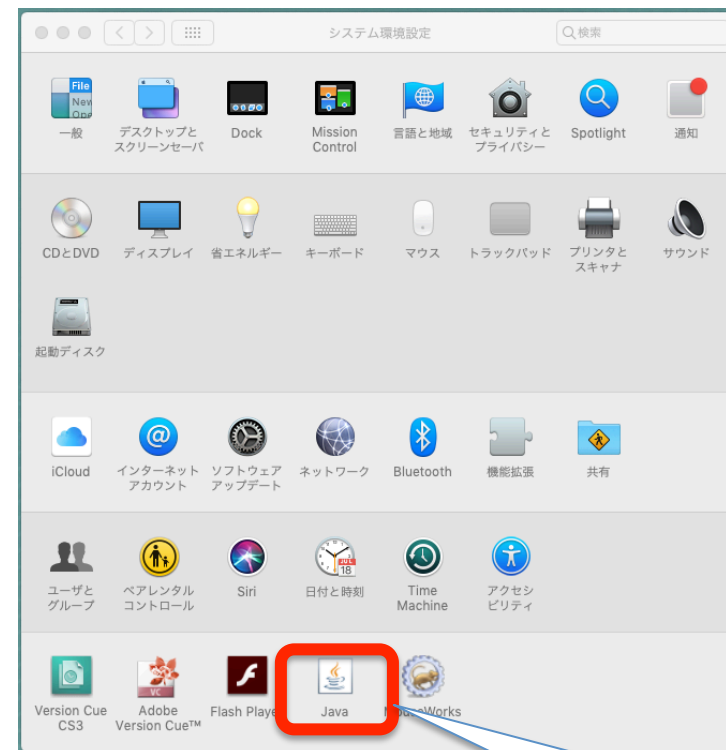 システム環境設定
検索
File
New
Ope
一般
デスクトップと
スクリーンセーバ
Dock
Mission
Control
言語と地域
セキュリティと
プライバシー
Spotlight
通知
CDとDVD
ディスプレイ
省エネルギー
キーボード
マウス
トラックパッド
プリンタと
スキャナ
サウンド
起動ディスク
iCloud
インターネット
アカウント
ソフトウェア
アップデート
ネットワーク
Bluetooth
機能拡張
共有
ユーザと
グループ
ペアレンタル
コントロール
Siri
JUL
18
日付と時刻
Time
Machine
アクセシ
ビリティ
Version Cue
CS3
VC
Adobe
Version Cue™
Flash Playe
Java
MouseWorks